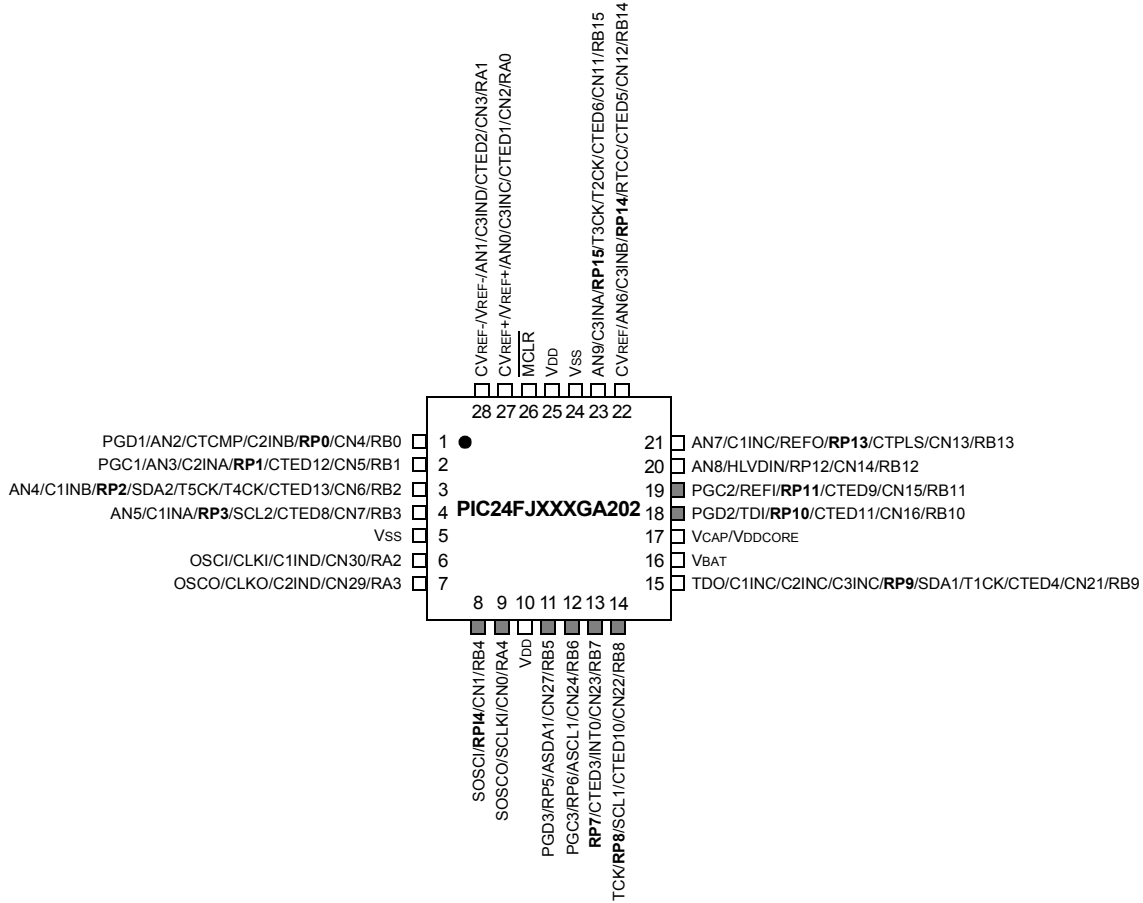 CVREF-/VREF-/AN1/C3IND/CTED2/CN3/RA1
CVREF+/VREF+/AN0/C3INC/CTED1/CN2/RA0
MCLR
VDD
VSS
AN9/C3INA/RP15/T3CK/T2CK/CTED6/CN11/RB15
CVREF/AN6/C3INB/RP14/RTCC/CTED5/CN12/RB14
28 27 26 25 24 23 22
PGD1/AN2/CTCMP/C2INB/RP0/CN4/RB0 1
PGC1/AN3/C2INA/RP1/CTED12/CN5/RB1 2
AN4/C1INB/RP2/SDA2/T5CK/T4CK/CTED13/CN6/RB2 3
AN5/C1INA/RP3/SCL2/CTED8/CN7/RB3 4
VSS 5
OSCI/CLKI/C1IND/CN30/RA2 6
OSCO/CLKO/C2IND/CN29/RA3 7
PIC24FJXXXGA202
21 AN7/C1INC/REFO/RP13/CTPLS/CN13/RB13
20 AN8/HLVDIN/RP12/CN14/RB12
19 PGC2/REFI/RP11/CTED9/CN15/RB11
18 PGD2/TDI/RP10/CTED11/CN16/RB10
17 VCAP/VDDCORE
16 VBAT
15 TDO/C1INC/C2INC/C3INC/RP9/SDA1/T1CK/CTED4/CN21/RB9
8 9 10 11 12 13 14
SOSCI/RPI4/CN1/RB4
SOSCO/SCLKI/CN0/RA4
VDD
PGD3/RP5/ASDA1/CN27/RB5
PGC3/RP6/ASCL1/CN24/RB6
RP7/CTED3/INT0/CN23/RB7
TCK/RP8/SCL1/CTED10/CN22/RB8